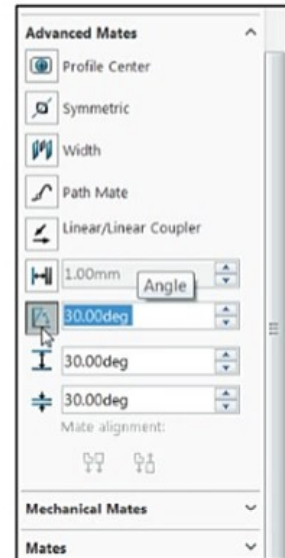 Advanced Mates
Profile Center
Symmetric
Width
Path Mate
Linear/Linear Coupler
1.00mm
Angle
30.00deg
30.00deg
30.00deg
Mate alignment:
Mechanical Mates
Mates